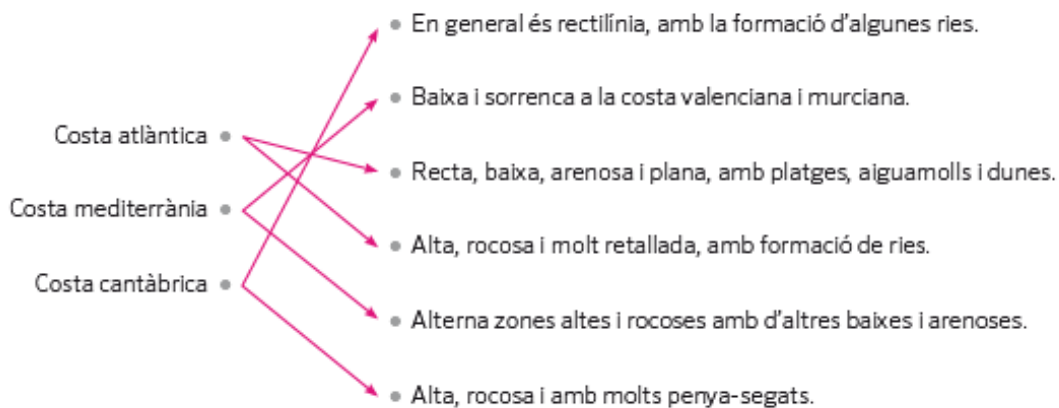 En general és rectilínia, amb la formació d'algunes ries.
Baixa i sorrenca a la costa valenciana i murciana.
Costa atlàntica
Recta, baixa, arenosa i plana, amb platges, aiguamolls i dunes.
Costa mediterrània
Alta, rocosa i molt retallada, amb formació de ries.
Costa cantàbrica
Alterna zones altes i rocoses amb d'altres baixes i arenoses.
Alta, rocosa i amb molts penya-segats.